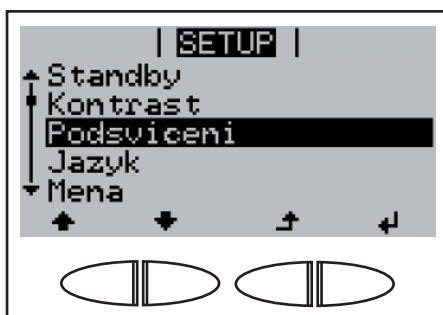 SETUP
Standby
Kontrast
Podsviceni
Jazyk
Mena